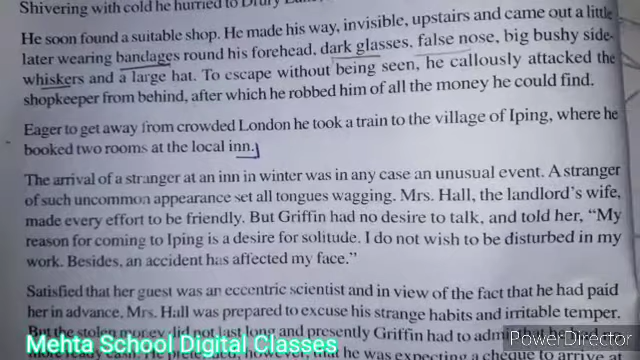 Shivering with cold he hurried to Drury
He soon found a suitable shop. He made his way, invisible, upstairs and came out a little
later wearing bandages round his forehead, dark glasses, false nose, big bushy side-
whiskers and a large hat. To escape without being seen, he callously attacked the
shopkeeper from behind, after which he robbed him of all the money he could find.
Eager to get away from crowded London he took a train to the village of Iping, where he
booked two rooms at the local inn.
The arrival of a stranger at an inn in winter was in any case an unusual event. A stranger
of such uncommon appearance set all tongues wagging. Mrs. Hall, the landlord's wife,
made every effort to be friendly. But Griffin had no desire to talk, and told her, "My
reason for coming to Iping is a desire for solitude. I do not wish to be disturbed in my
work. Besides, an accident has affected my face."
Satisfied that her guest was an eccentric scientist and in view of the fact that he had paid
her in advance, Mrs. Hall was prepared to excuse his strange habits and irritable temper.
But the stolen money did not last long and presently Griffin had to admit
he was expecting a cheque to arrive at
Mehta School Digital Classes
PowerDirector